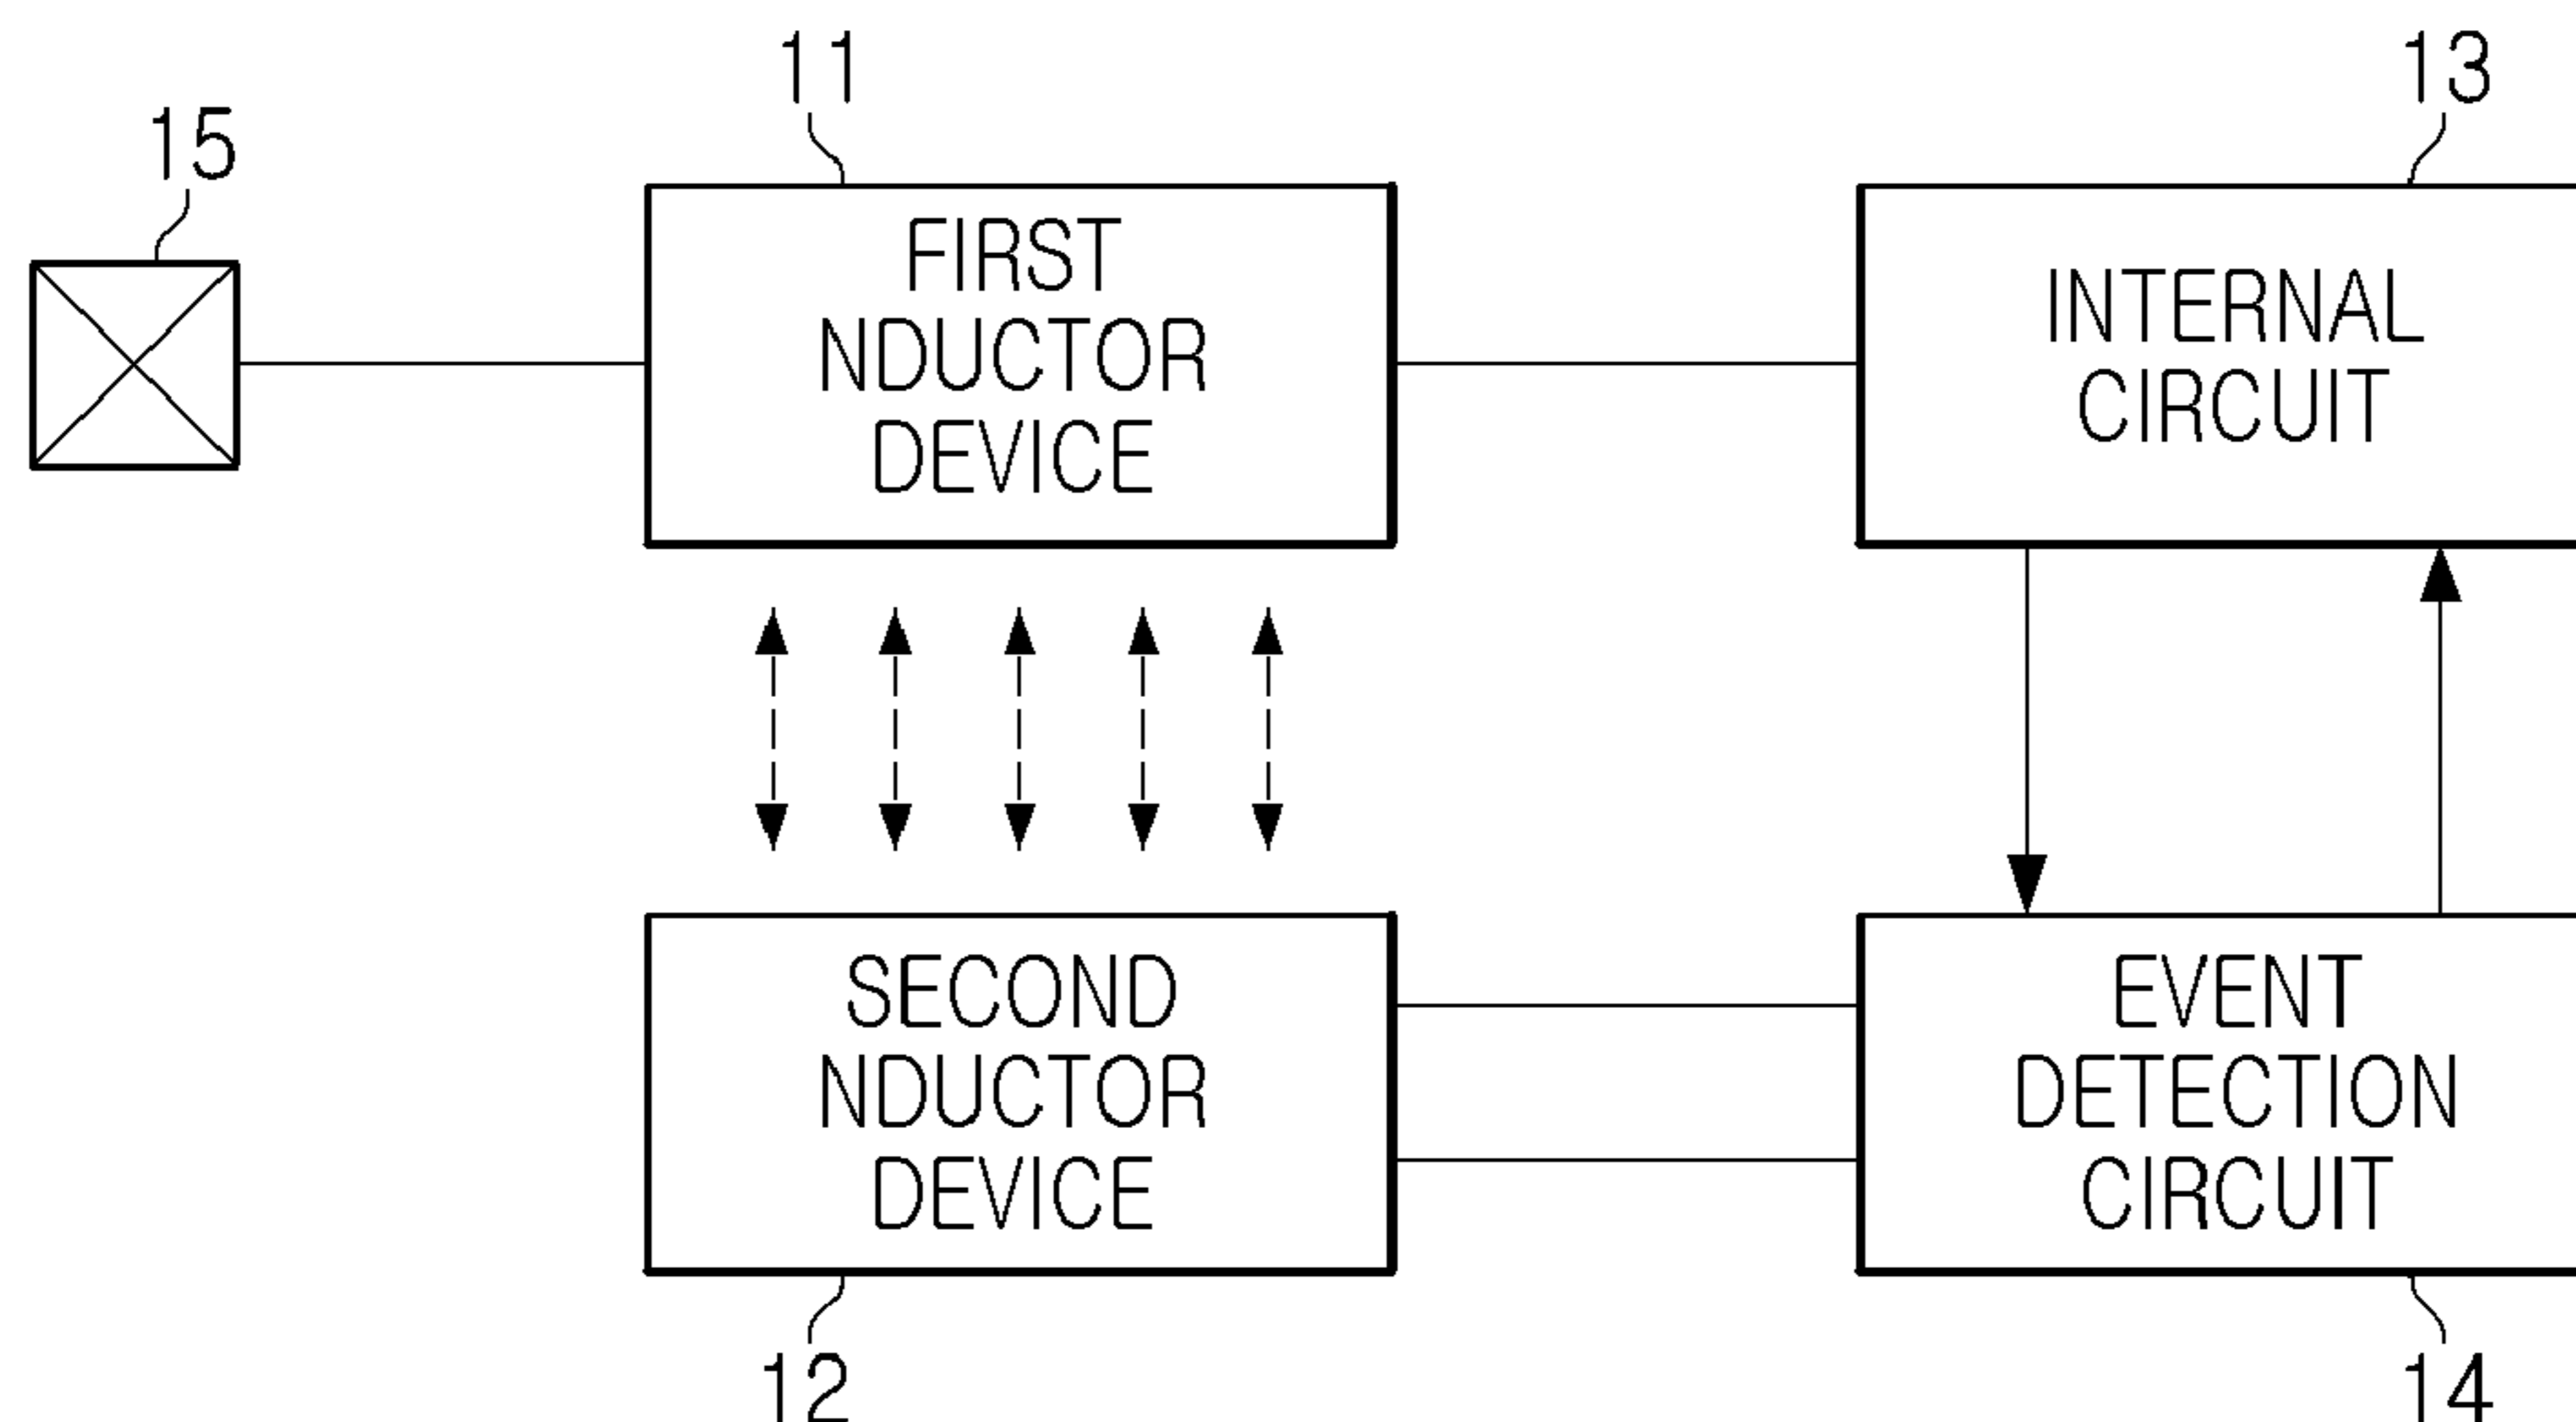 11
13
15
FIRST
NDUCTOR
DEVICE
INTERNAL
CIRCUIT
SECOND
NDUCTOR
DEVICE
EVENT
DETECTION
CIRCUIT
12
14